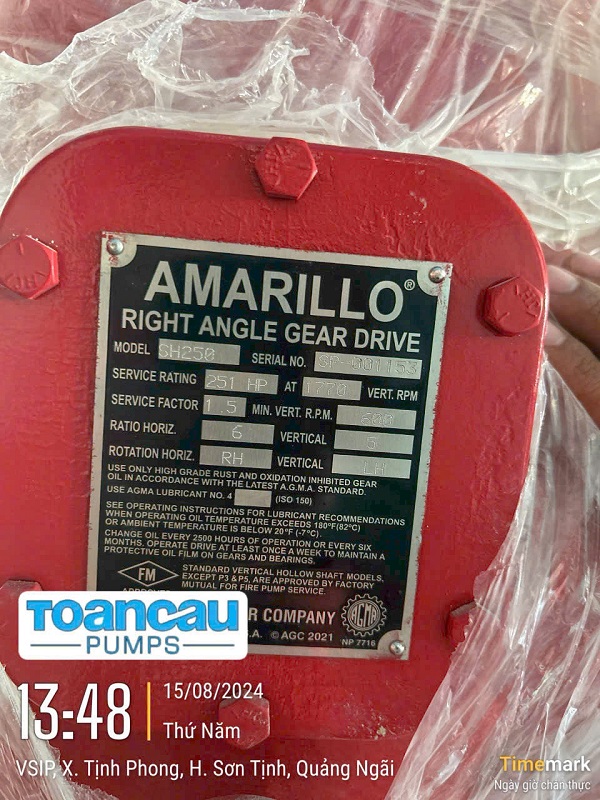 AMARILLO®
RIGHT ANGLE GEAR DRIVE
MODEL SH250 SERIAL NO. GP-901153
SERVICE RATING 251 HP AT 1770 VERT. RPM
SERVICE FACTOR 1.5 MIN. VERT. R.P.M.
RATIO HORIZ. 6 VERTICAL
ROTATION HORIZ. RH VERTICAL LH
USE ONLY HIGH GRADE RUST AND OXIDATION INHIBITED GEAR
OIL IN ACCORDANCE WITH THE LATEST A.G.M.A. STANDARD.
USE AGMA LUBRICANT NO. 4 (ISO 150)
SEE OPERATING INSTRUCTIONS FOR LUBRICANT RECOMMENDATIONS
WHEN OPERATING OIL TEMPERATURE EXCEEDS 180°F(82°C)
OR AMBIENT TEMPERATURE IS BELOW 20°F (-7°C).
CHANGE OIL EVERY 2500 HOURS OF OPERATION OR EVERY SIX
MONTHS. OPERATE DRIVE AT LEAST ONCE A WEEK TO MAINTAIN A
PROTECTIVE OIL FILM ON GEARS AND BEARINGS.
FM
STANDARD VERTICAL HOLLOW SHAFT MODELS,
EXCEPT P3 & P5, ARE APPROVED BY FACTORY
MUTUAL FOR FIRE PUMP SERVICE.
COMPANY
AGMA
© AGC 2021
NP 7716
TOANCAU
PUMPS
13:48
15/08/2024
Thứ Năm
VSIP, X. Tịnh Phong, H. Sơn Tịnh, Quảng Ngãi
Timemark
Ngày giờ chân thực